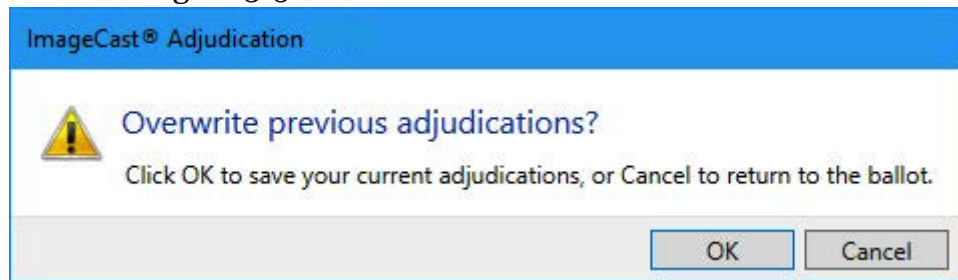 ImageCast® Adjudication
Overwrite previous adjudications?
Click OK to save your current adjudications, or Cancel to return to the ballot.
OK Cancel